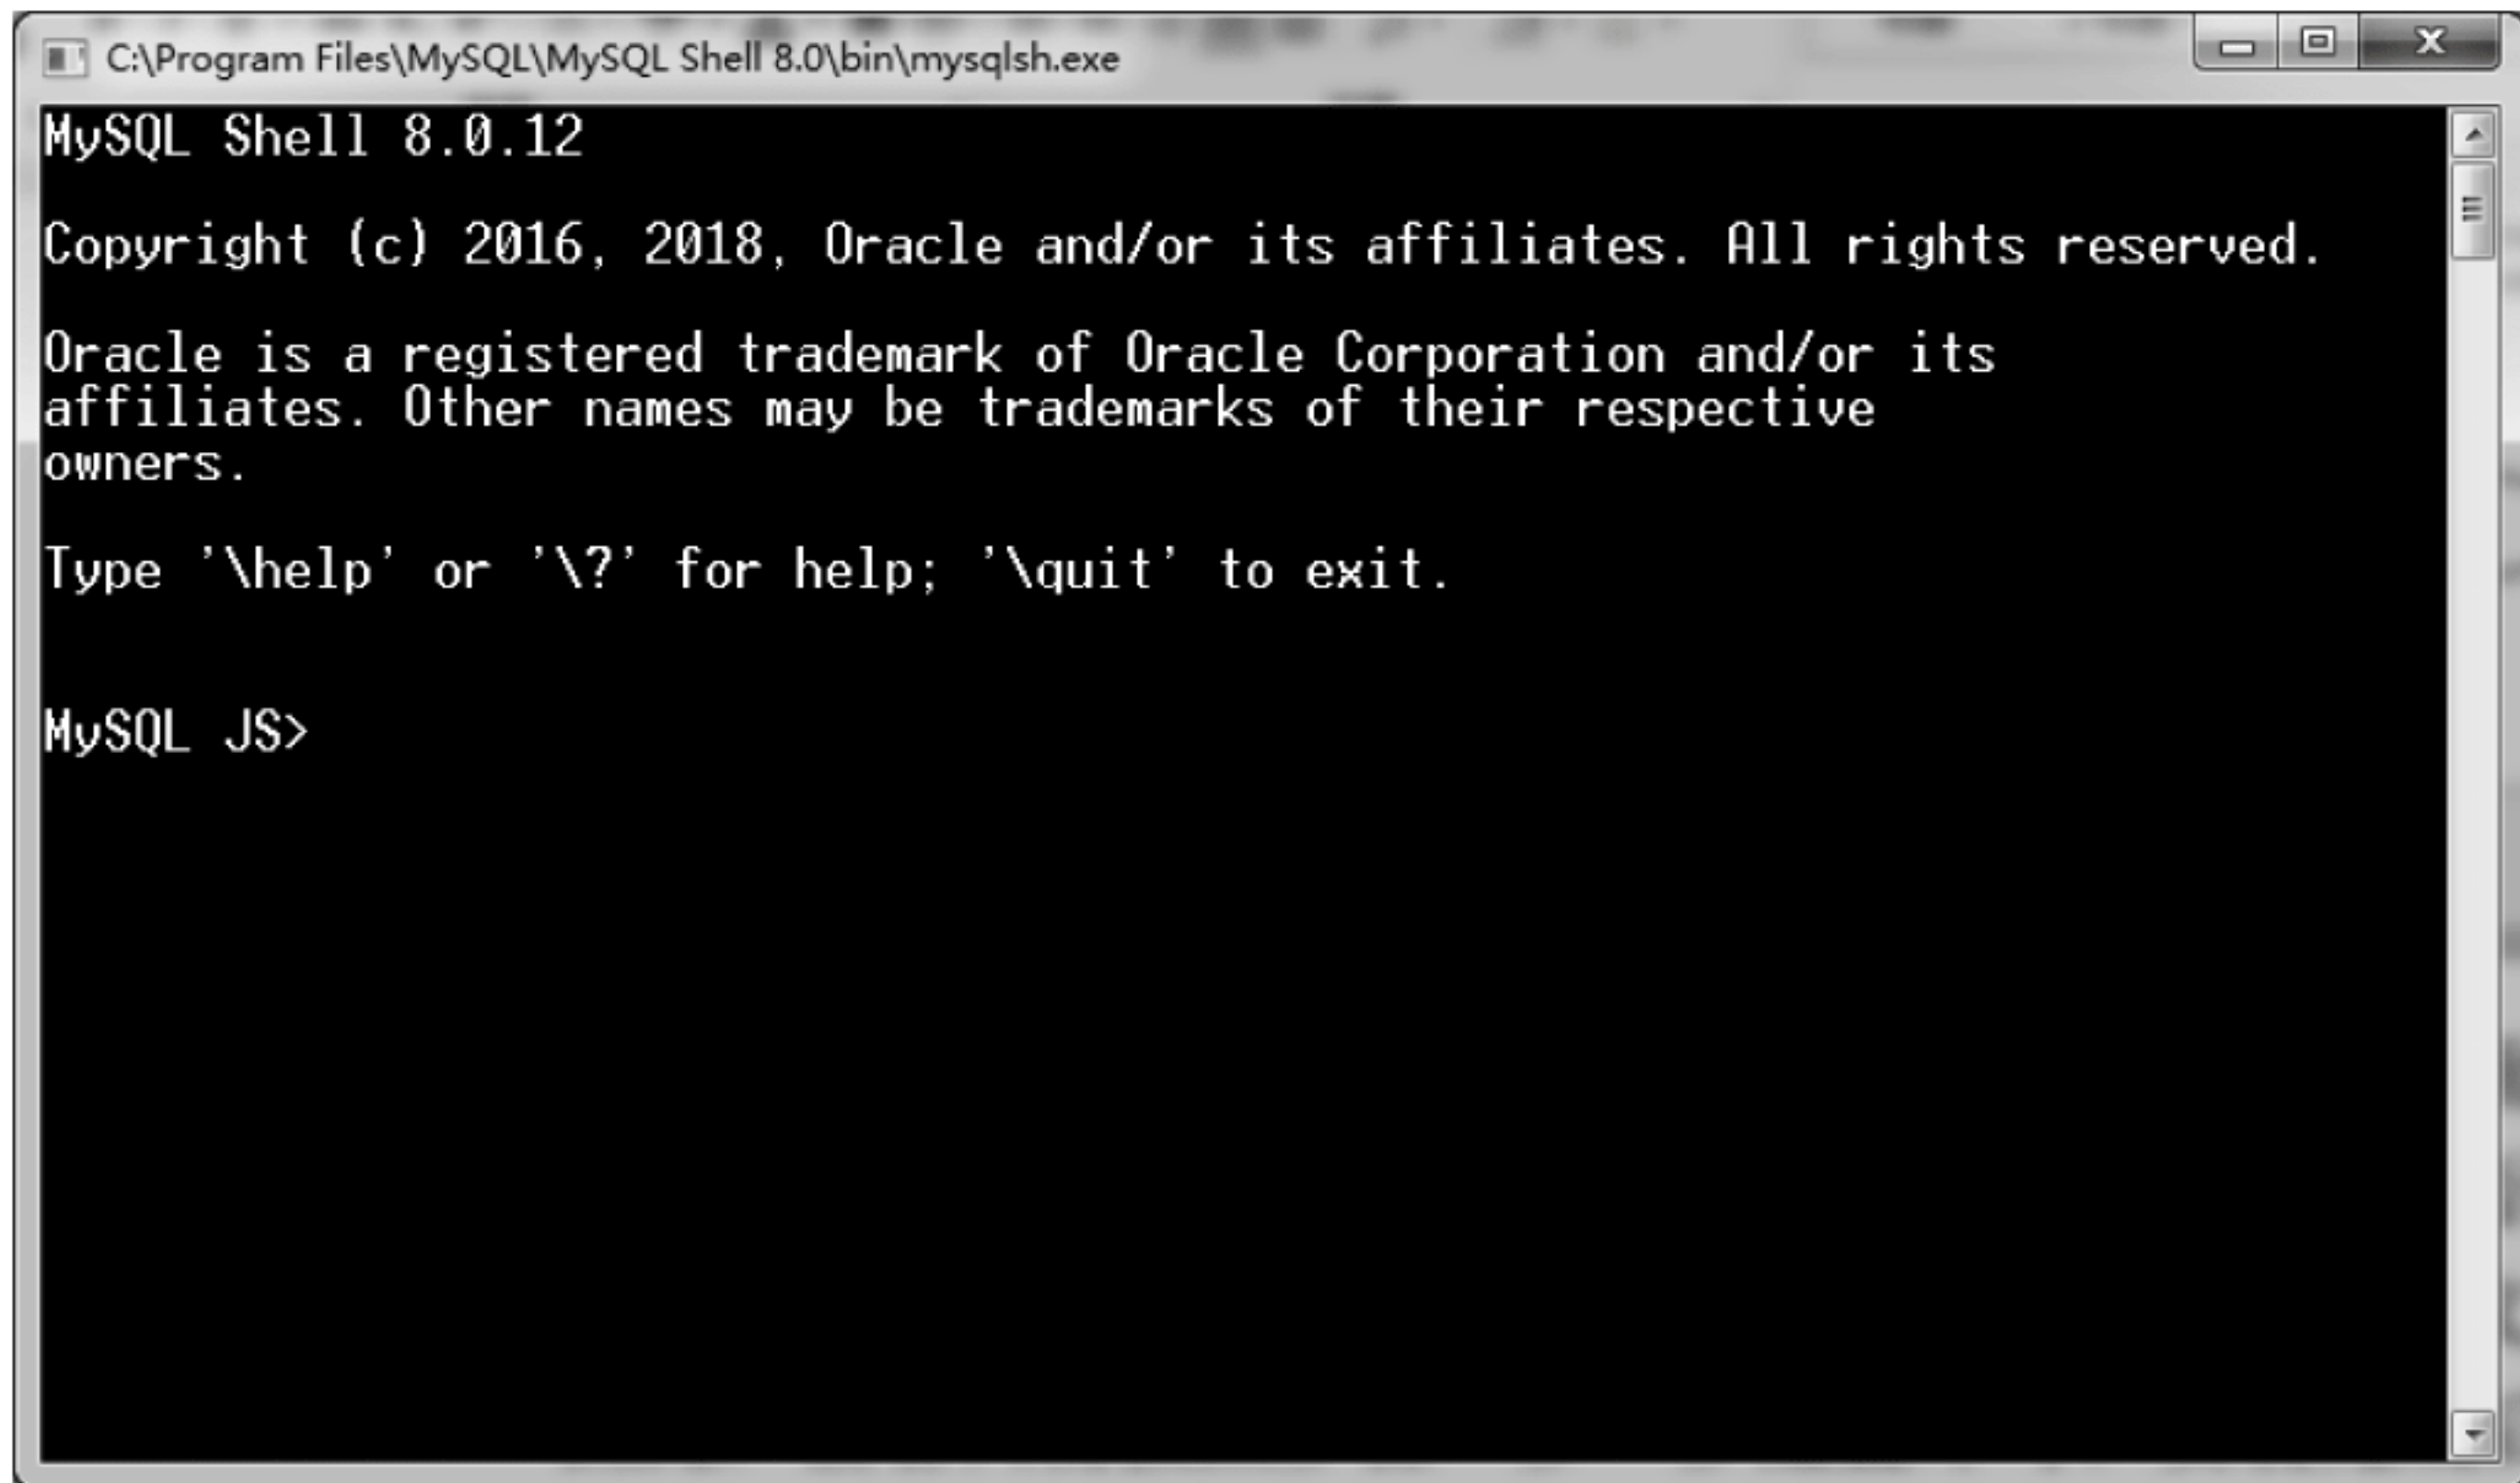 C:\Program Files\MySQL\MySQL Shell 8.0\bin\mysqlsh.exe
MySQL Shell 8.0.12
Copyright (c) 2016, 2018, Oracle and/or its affiliates. All rights reserved.
Oracle is a registered trademark of Oracle Corporation and/or its
affiliates. Other names may be trademarks of their respective
owners.
Type '\help' or '\?' for help; '\quit' to exit.
MySQL JS>